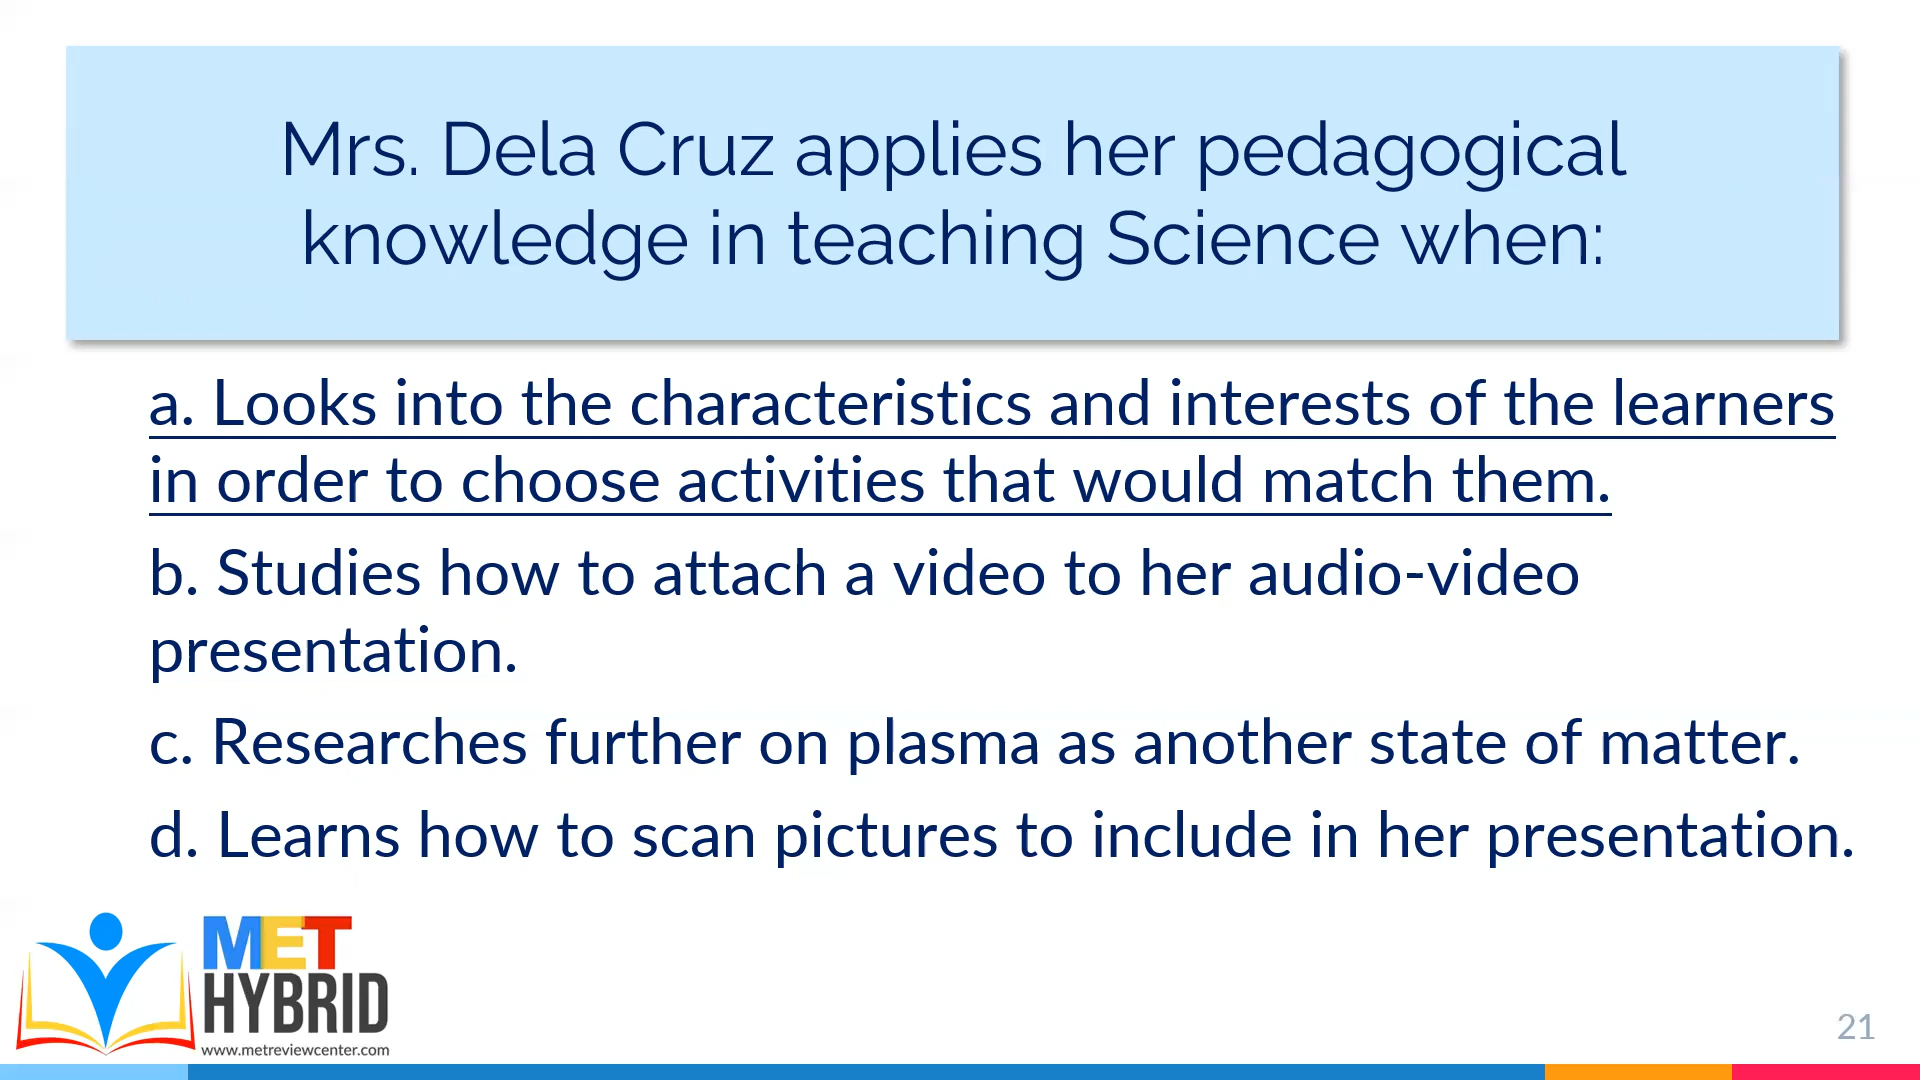 Mrs. Dela Cruz applies her pedagogical
knowledge in teaching Science when:
a. Looks into the characteristics and interests of the learners
in order to choose activities that would match them.
b. Studies how to attach a video to her audio-video
presentation.
c. Researches further on plasma as another state of matter.
d. Learns how to scan pictures to include in her presentation.
MET
HYBRID
www.metreviewcenter.com
21